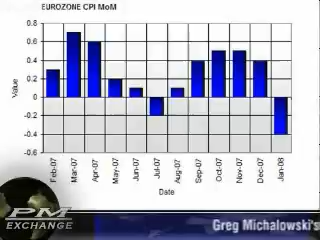 EUROZONE CPI MoM
0.8
0.6
0.4
0.2
0
-0.2
-0.4
-0.6
Value
Feb-07
Mar-07
Apr-07
May-07
Jun-07
Jul-07
Aug-07
Sep-07
Oct-07
Nov-07
Dec-07
Jan-08
Date
PM
EXCHANGE
Greg Michalowski's